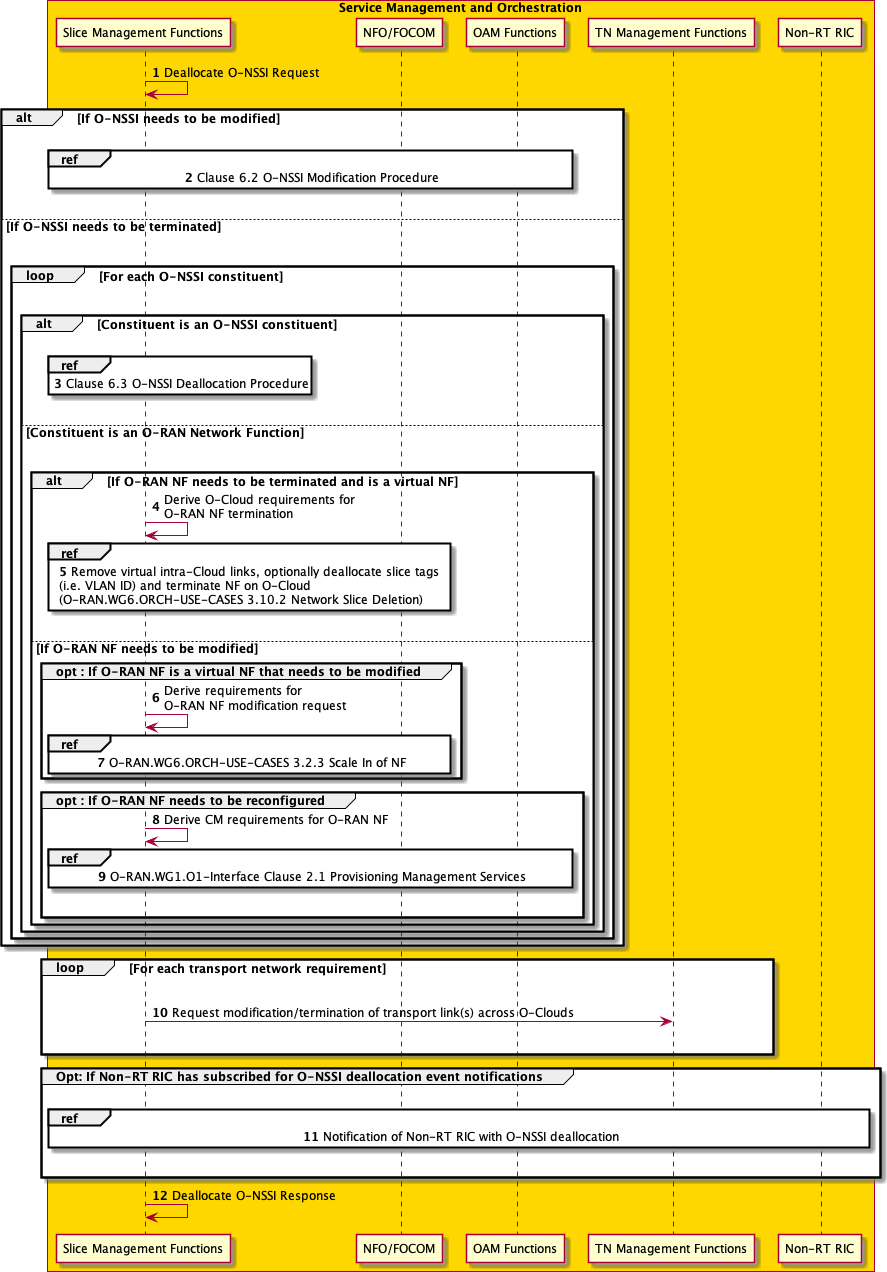 Service Management and Orchestration
Slice Management Functions
NFO/FOCOM
OAM Functions
TN Management Functions
Non-RT RIC
1 Deallocate O-NSSI Request
alt [If O-NSSI needs to be modified]
ref
2 Clause 6.2 O-NSSI Modification Procedure
[If O-NSSI needs to be terminated]
loop [For each O-NSSI constituent]
alt [Constituent is an O-NSSI constituent]
ref
3 Clause 6.3 O-NSSI Deallocation Procedure
[Constituent is an O-RAN Network Function]
alt [If O-RAN NF needs to be terminated and is a virtual NF]
4 Derive O-Cloud requirements for
O-RAN NF termination
ref
5 Remove virtual intra-Cloud links, optionally deallocate slice tags
(i.e. VLAN ID) and terminate NF on O-Cloud
(O-RAN.WG6.ORCH-USE-CASES 3.10.2 Network Slice Deletion)
[If O-RAN NF needs to be modified]
opt : If O-RAN NF is a virtual NF that needs to be modified
6 Derive requirements for
O-RAN NF modification request
ref
7 O-RAN.WG6.ORCH-USE-CASES 3.2.3 Scale In of NF
opt : If O-RAN NF needs to be reconfigured
8 Derive CM requirements for O-RAN NF
ref
9 O-RAN.WG1.O1-Interface Clause 2.1 Provisioning Management Services
loop [For each transport network requirement]
10 Request modification/termination of transport link(s) across O-Clouds
Opt: If Non-RT RIC has subscribed for O-NSSI deallocation event notifications
ref
11 Notification of Non-RT RIC with O-NSSI deallocation
12 Deallocate O-NSSI Response
Slice Management Functions
NFO/FOCOM
OAM Functions
TN Management Functions
Non-RT RIC